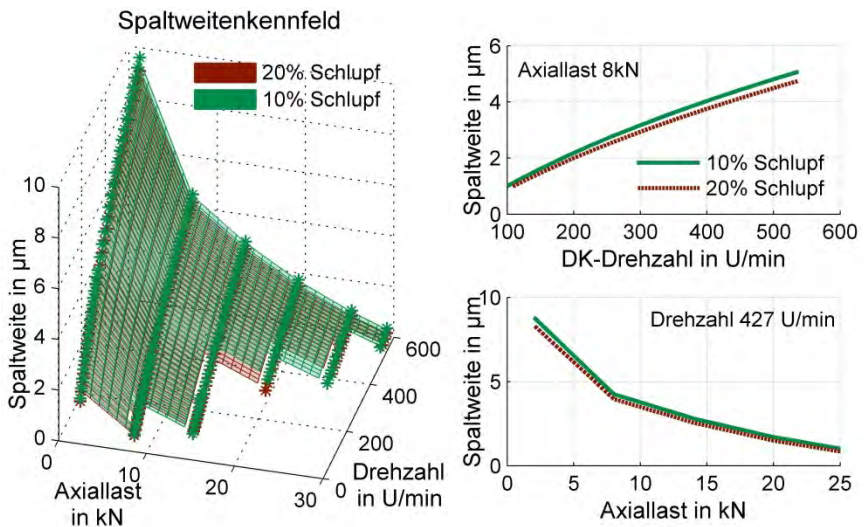 Spaltweitenkennfeld
20% Schlupf
10% Schlupf
Spaltweite in µm
10
8
6
4
2
0
0
10
20
30
Axiallast
in kN
0
200
400
600
Drehzahl
in U/min
Axiallast 8kN
Spaltweite in µm
6
4
2
0
10% Schlupf
20% Schlupf
100 200 300 400 500 600
DK-Drehzahl in U/min
Drehzahl 427 U/min
Spaltweite in µm
10
5
0
0 5 10 15 20 25
Axiallast in kN